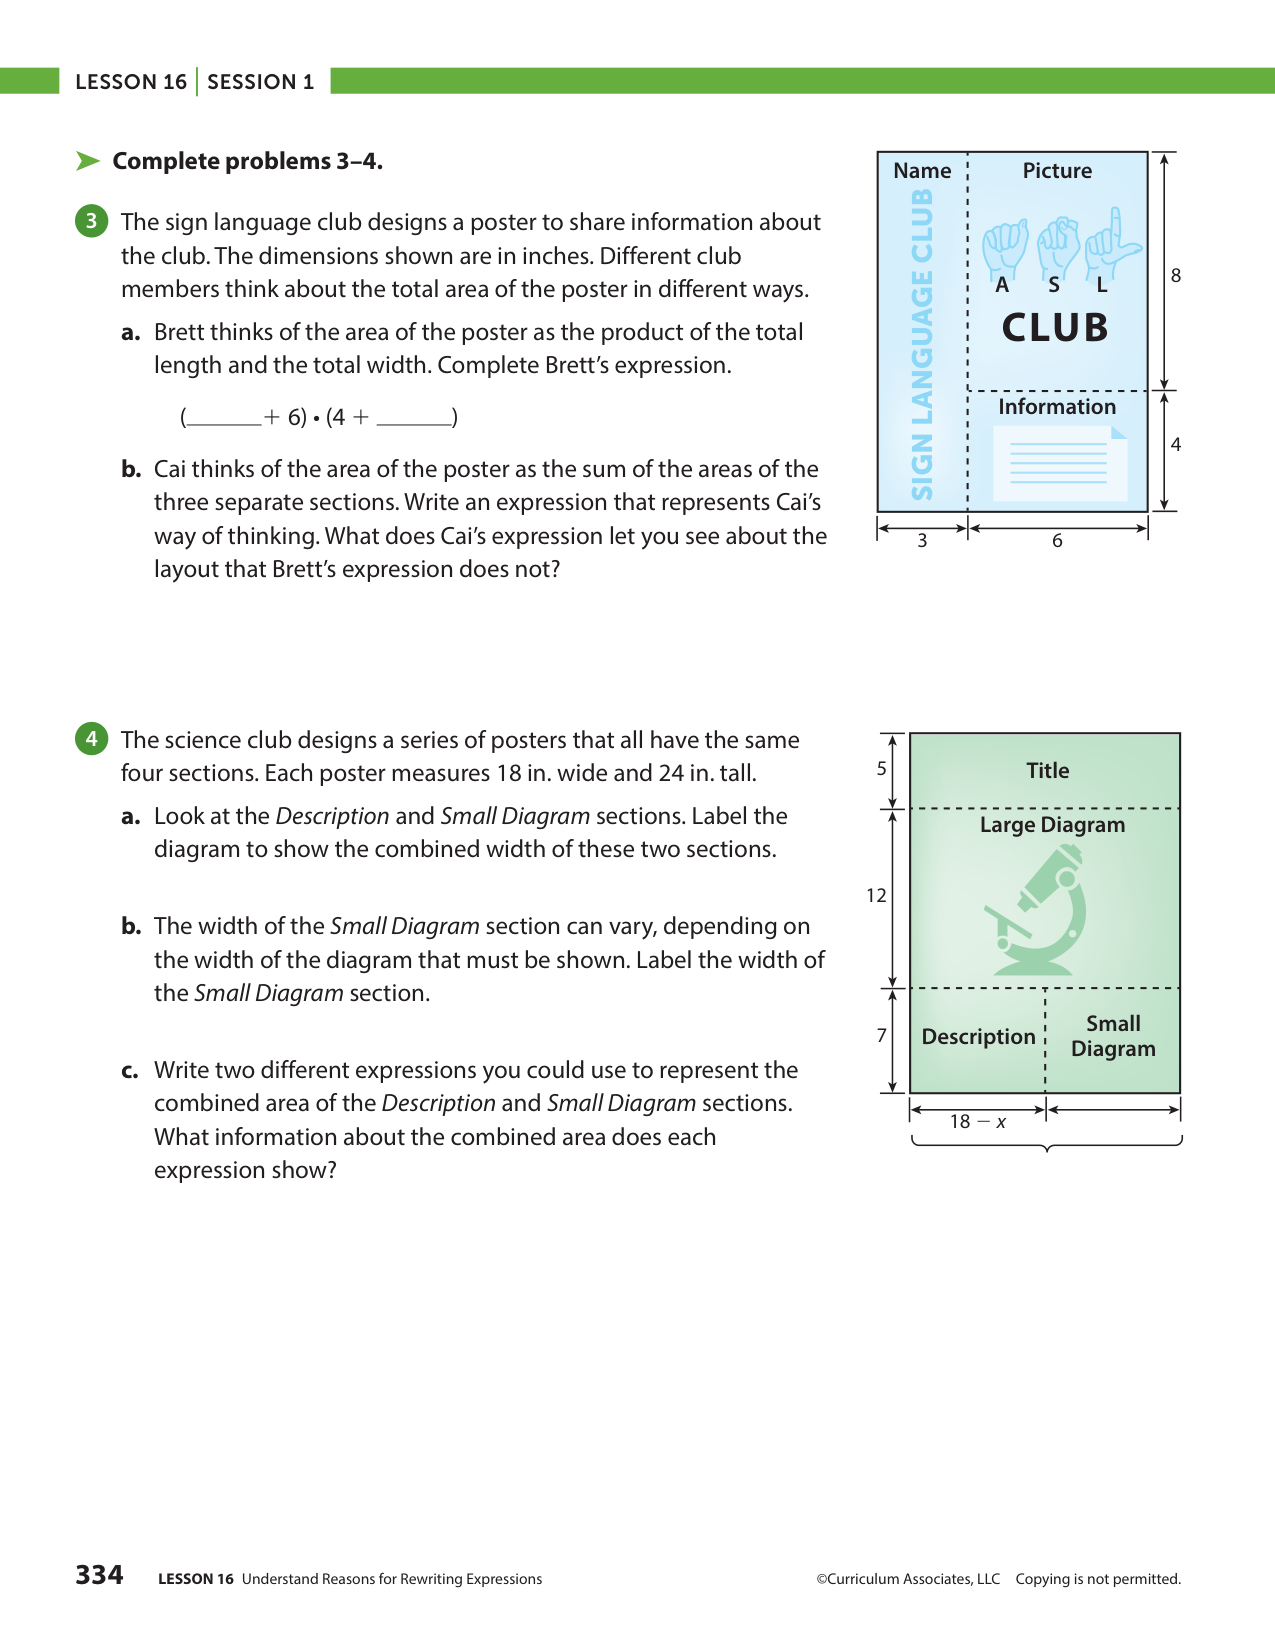 LESSON 16 | SESSION 1
➤ Complete problems 3–4.
3 The sign language club designs a poster to share information about
the club. The dimensions shown are in inches. Different club
members think about the total area of the poster in different ways.
a. Brett thinks of the area of the poster as the product of the total
length and the total width. Complete Brett's expression.
(______ + 6) • (4 + ______)
b. Cai thinks of the area of the poster as the sum of the areas of the
three separate sections. Write an expression that represents Cai's
way of thinking. What does Cai's expression let you see about the
layout that Brett's expression does not?
Name
SIGN LANGUAGE CLUB
Picture
A S L
CLUB
Information
8
4
3
6
4 The science club designs a series of posters that all have the same
four sections. Each poster measures 18 in. wide and 24 in. tall.
a. Look at the Description and Small Diagram sections. Label the
diagram to show the combined width of these two sections.
b. The width of the Small Diagram section can vary, depending on
the width of the diagram that must be shown. Label the width of
the Small Diagram section.
c. Write two different expressions you could use to represent the
combined area of the Description and Small Diagram sections.
What information about the combined area does each
expression show?
5
Title
Large Diagram
12
7
Description
Small
Diagram
18 − x
334 LESSON 16 Understand Reasons for Rewriting Expressions
©Curriculum Associates, LLC Copying is not permitted.